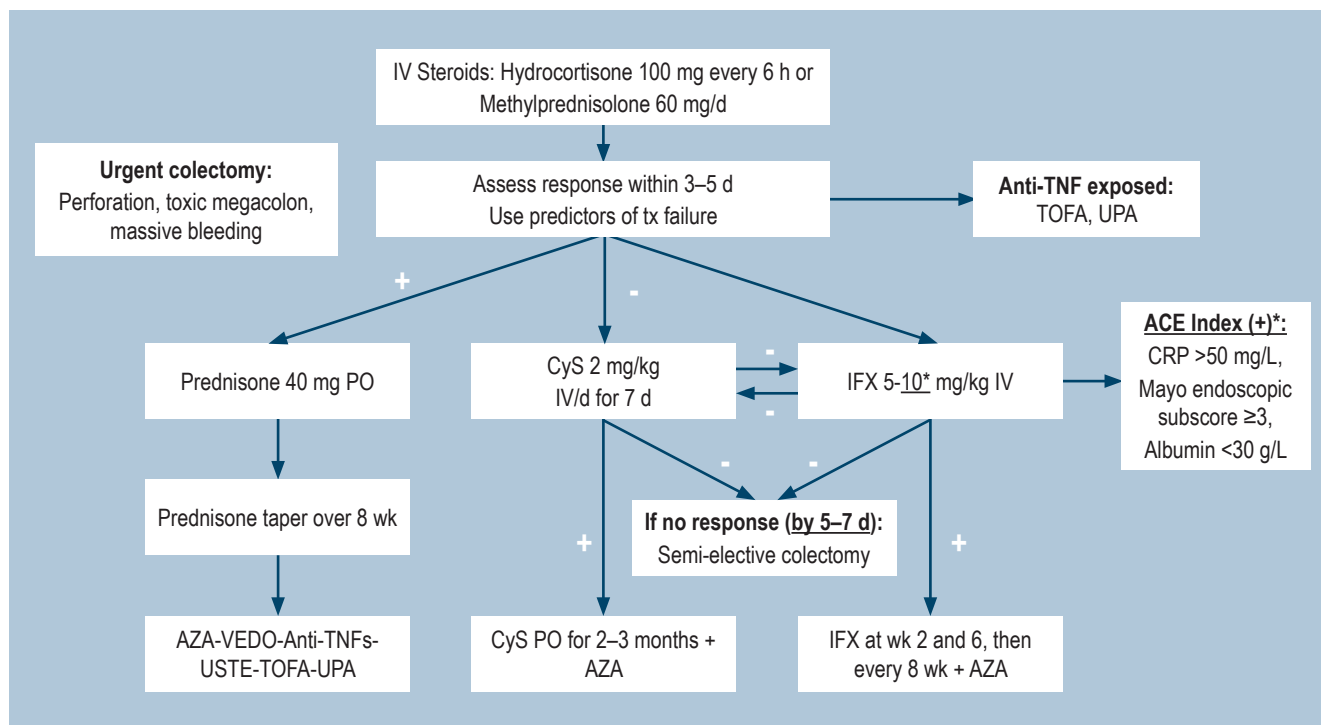 IV Steroids: Hydrocortisone 100 mg every 6 h or
Methylprednisolone 60 mg/d
Urgent colectomy:
Perforation, toxic megacolon,
massive bleeding
Assess response within 3–5 d
Use predictors of tx failure
Anti-TNF exposed:
TOFA, UPA
+
-
Prednisone 40 mg PO
CyS 2 mg/kg
IV/d for 7 d
-
-
IFX 5-10* mg/kg IV
ACE Index (+)*:
CRP >50 mg/L,
Mayo endoscopic
subscore ≥3,
Albumin <30 g/L
-
-
Prednisone taper over 8 wk
+
If no response (by 5–7 d):
Semi-elective colectomy
+
AZA-VEDO-Anti-TNFs-
USTE-TOFA-UPA
CyS PO for 2–3 months +
AZA
IFX at wk 2 and 6, then
every 8 wk + AZA